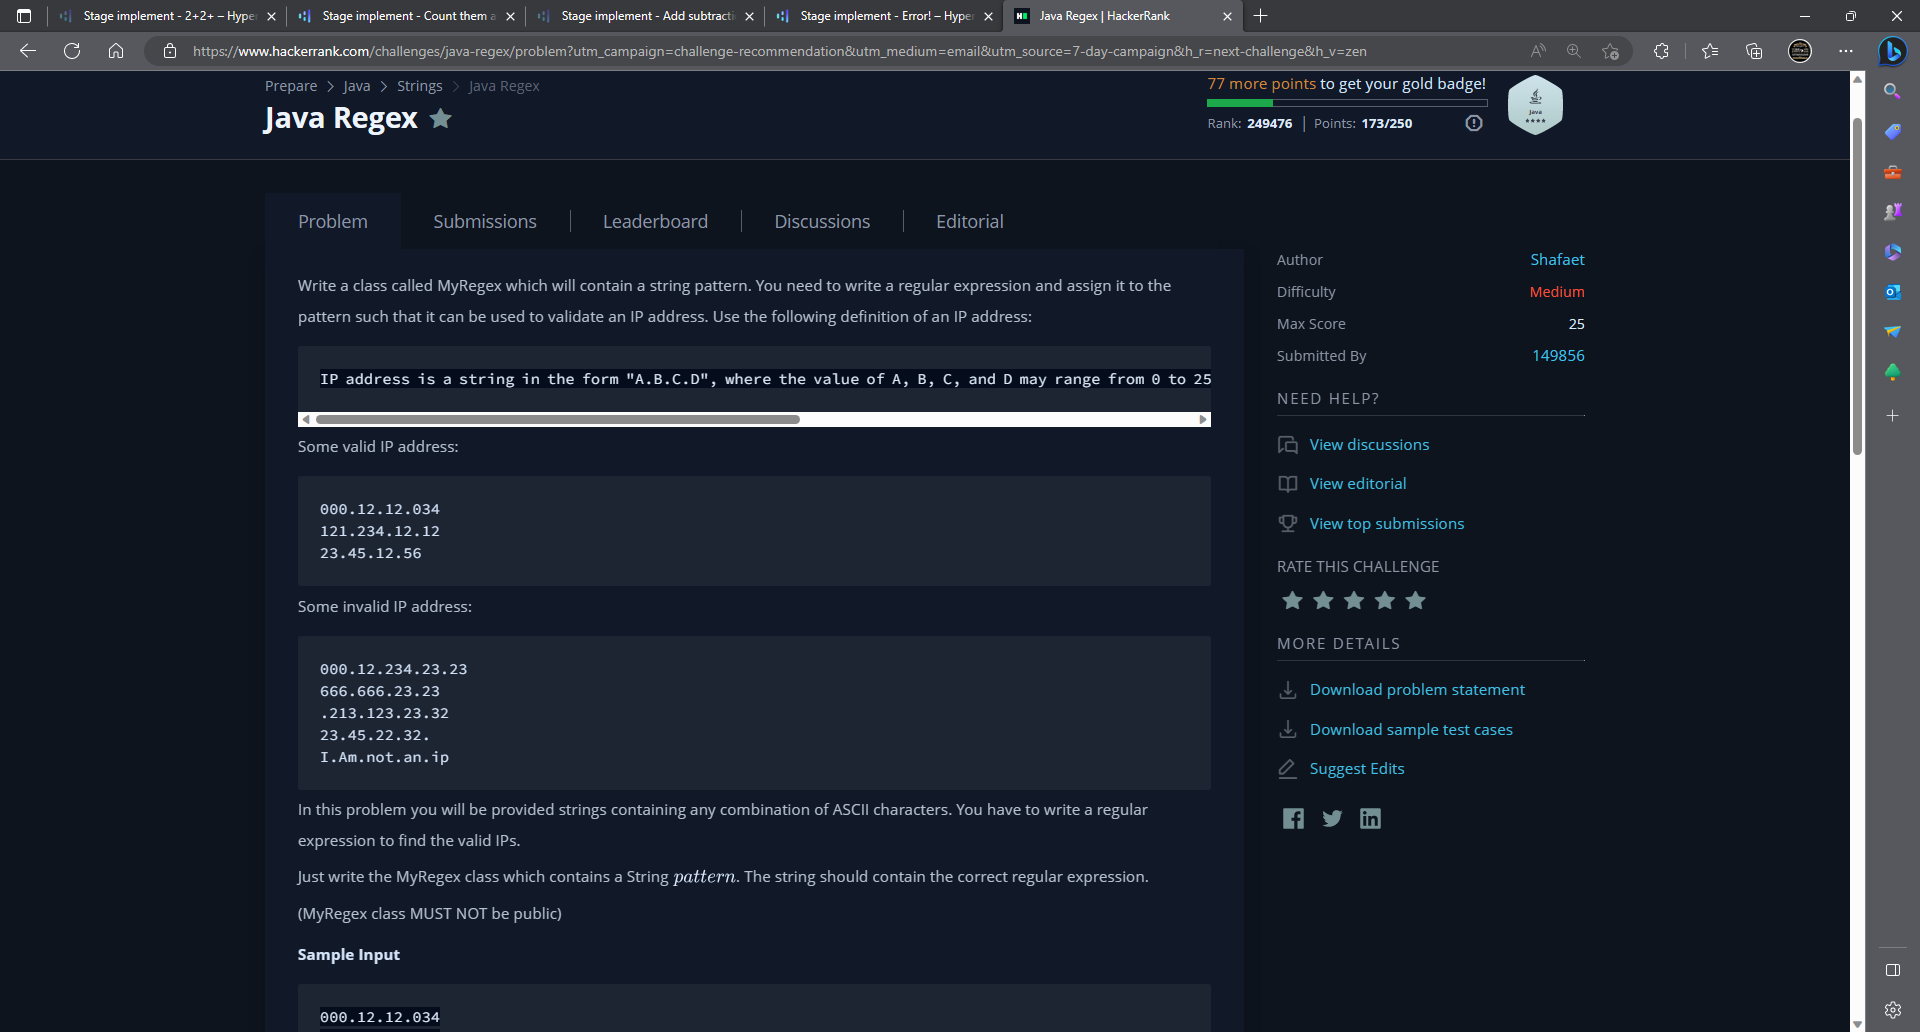 Stage implement - 2+2+ – Hyper
Stage implement - Count them a
Stage implement - Add subtracti
Stage implement - Error! – Hyper
Java Regex | HackerRank
https://www.hackerrank.com/challenges/java-regex/problem?utm_campaign=challenge-recommendation&utm_medium=email&utm_source=7-day-campaign&h_r=next-challenge&h_v=zen
Prepare > Java > Strings > Java Regex
Java Regex
77 more points to get your gold badge!
Rank: 249476 | Points: 173/250
Java
Problem
Submissions
Leaderboard
Discussions
Editorial
Write a class called MyRegex which will contain a string pattern. You need to write a regular expression and assign it to the
pattern such that it can be used to validate an IP address. Use the following definition of an IP address:
IP address is a string in the form "A.B.C.D", where the value of A, B, C, and D may range from 0 to 25
Some valid IP address:
000.12.12.034
121.234.12.12
23.45.12.56
Some invalid IP address:
000.12.234.23.23
666.666.23.23
.213.123.23.32
23.45.22.32.
I.Am.not.an.ip
In this problem you will be provided strings containing any combination of ASCII characters. You have to write a regular
expression to find the valid IPs.
Just write the MyRegex class which contains a String pattern. The string should contain the correct regular expression.
(MyRegex class MUST NOT be public)
Sample Input
000.12.12.034
Author Shafaet
Difficulty Medium
Max Score 25
Submitted By 149856
NEED HELP?
View discussions
View editorial
View top submissions
RATE THIS CHALLENGE
MORE DETAILS
Download problem statement
Download sample test cases
Suggest Edits